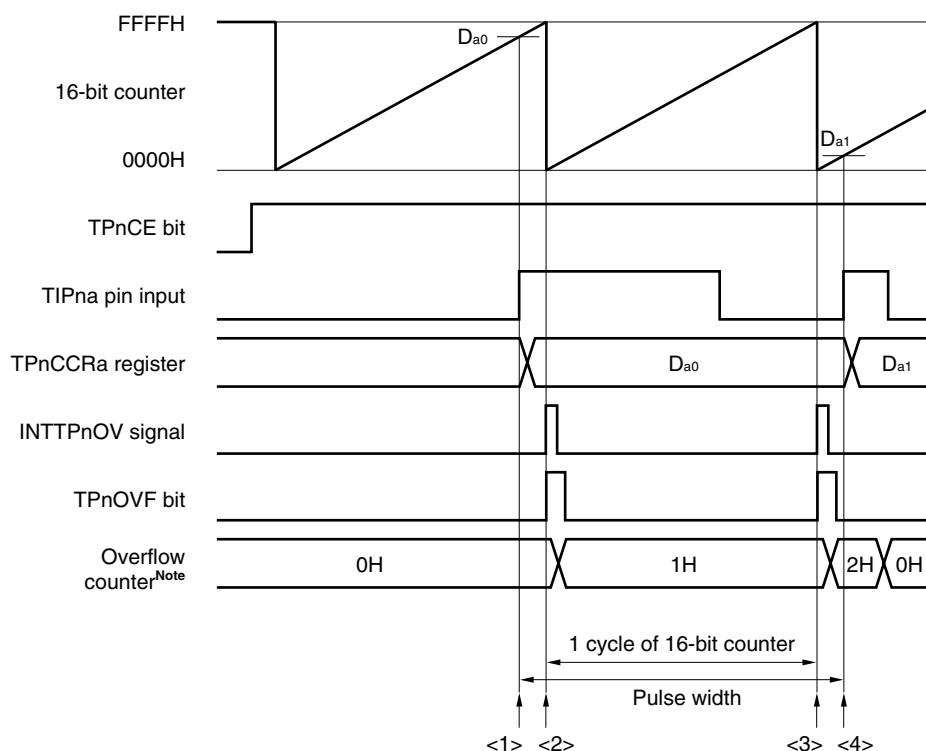 FFFFH
Da0
16-bit counter
0000H
Da1
TPnCE bit
TIPna pin input
TPnCCRa register
Da0
Da1
INTTPnOV signal
TPnOVF bit
Overflow
counterNote
0H
1H
2H
0H
1 cycle of 16-bit counter
Pulse width
<1> <2> <3> <4>